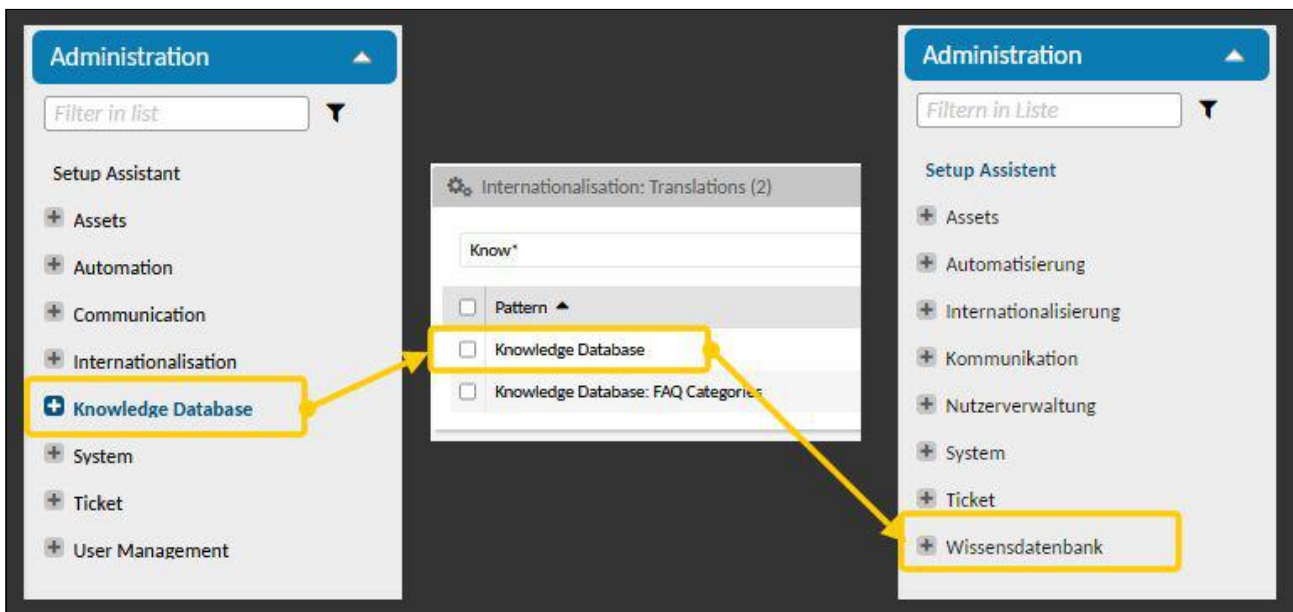 Administration
Filter in list
Setup Assistant
Assets
Automation
Communication
Internationalisation
Knowledge Database
System
Ticket
User Management
Internationalisation: Translations (2)
Know*
Pattern
Knowledge Database
Knowledge Database: FAQ Categories
Administration
Filtern in Liste
Setup Assistent
Assets
Automatisierung
Internationalisierung
Kommunikation
Nutzerverwaltung
System
Ticket
Wissensdatenbank